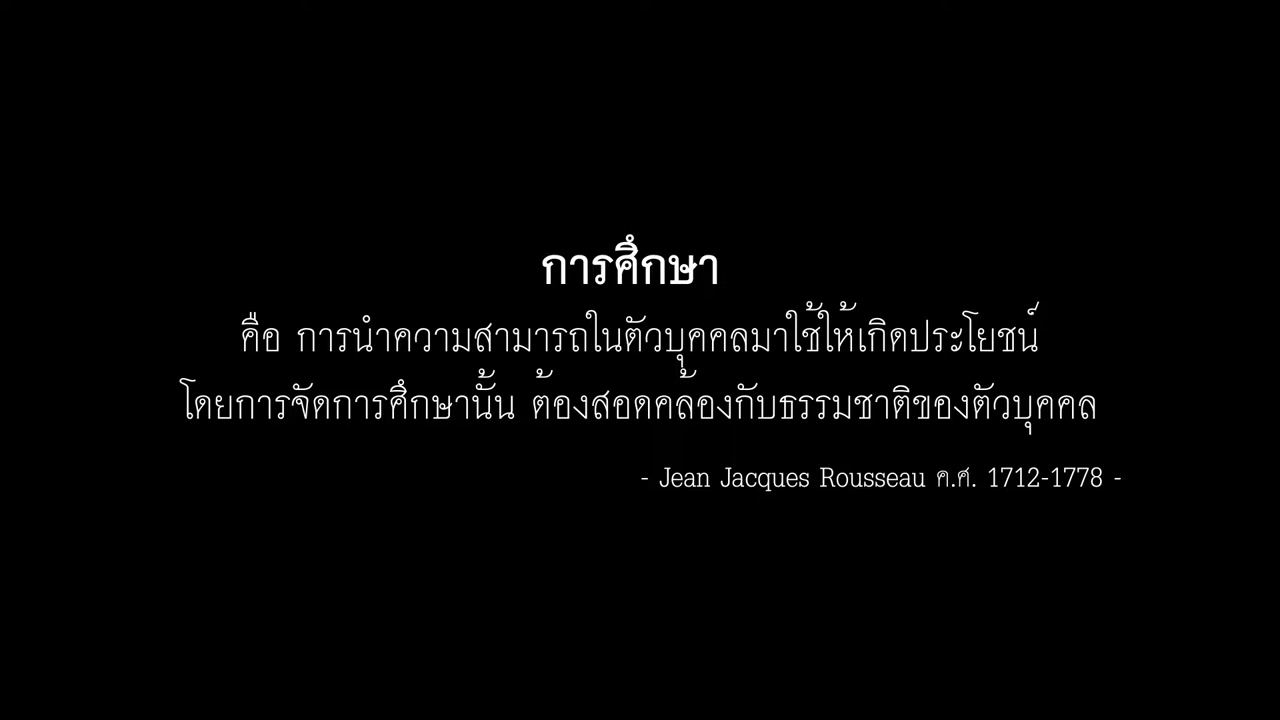 การศึกษา
คือ การนำความสามารถในตัวบุคคลมาใช้ให้เกิดประโยชน์
โดยการจัดการศึกษานั้น ต้องสอดคล้องกับธรรมชาติของตัวบุคคล
- Jean Jacques Rousseau ค.ศ. 1712-1778 -